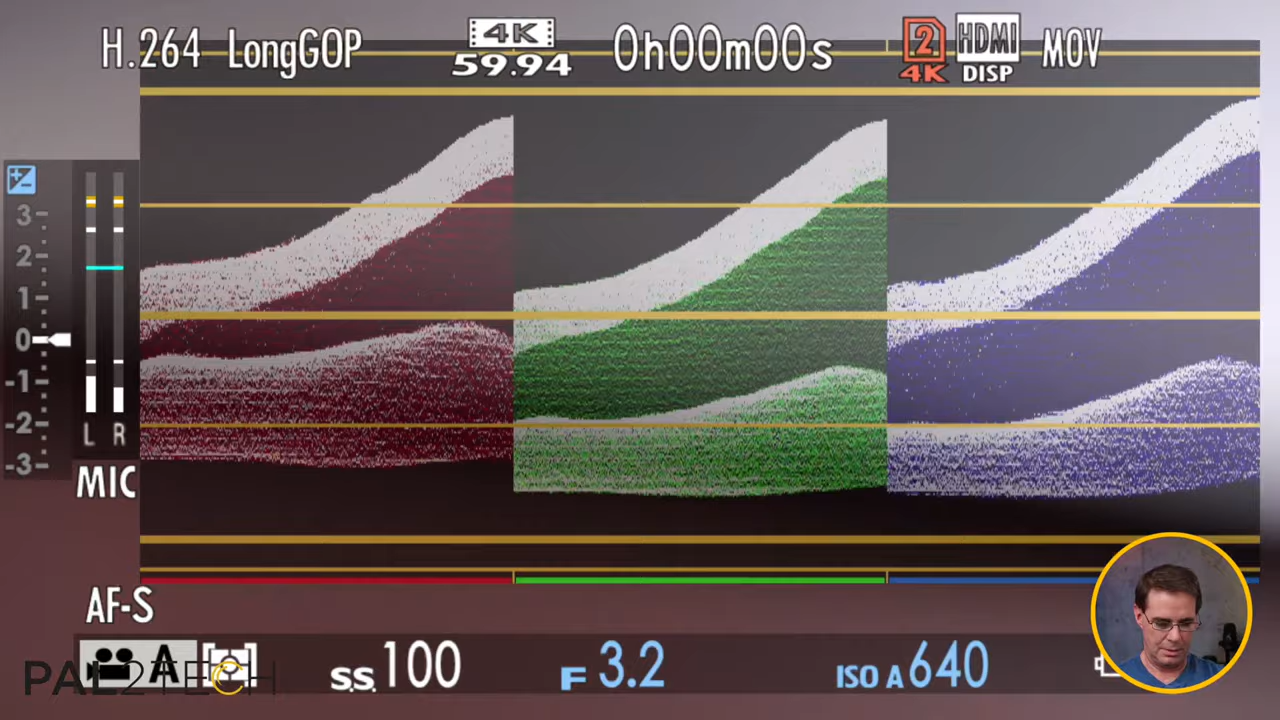 H.264 LongGOP
4K
59.94
0h00m00s
2
4K
HDMI
DISP
MOV
3
2
1
0
-1
-2
-3
L R
MIC
AF-S
A
S.S. 100
F 3.2
ISO A 640
PAL2TECH